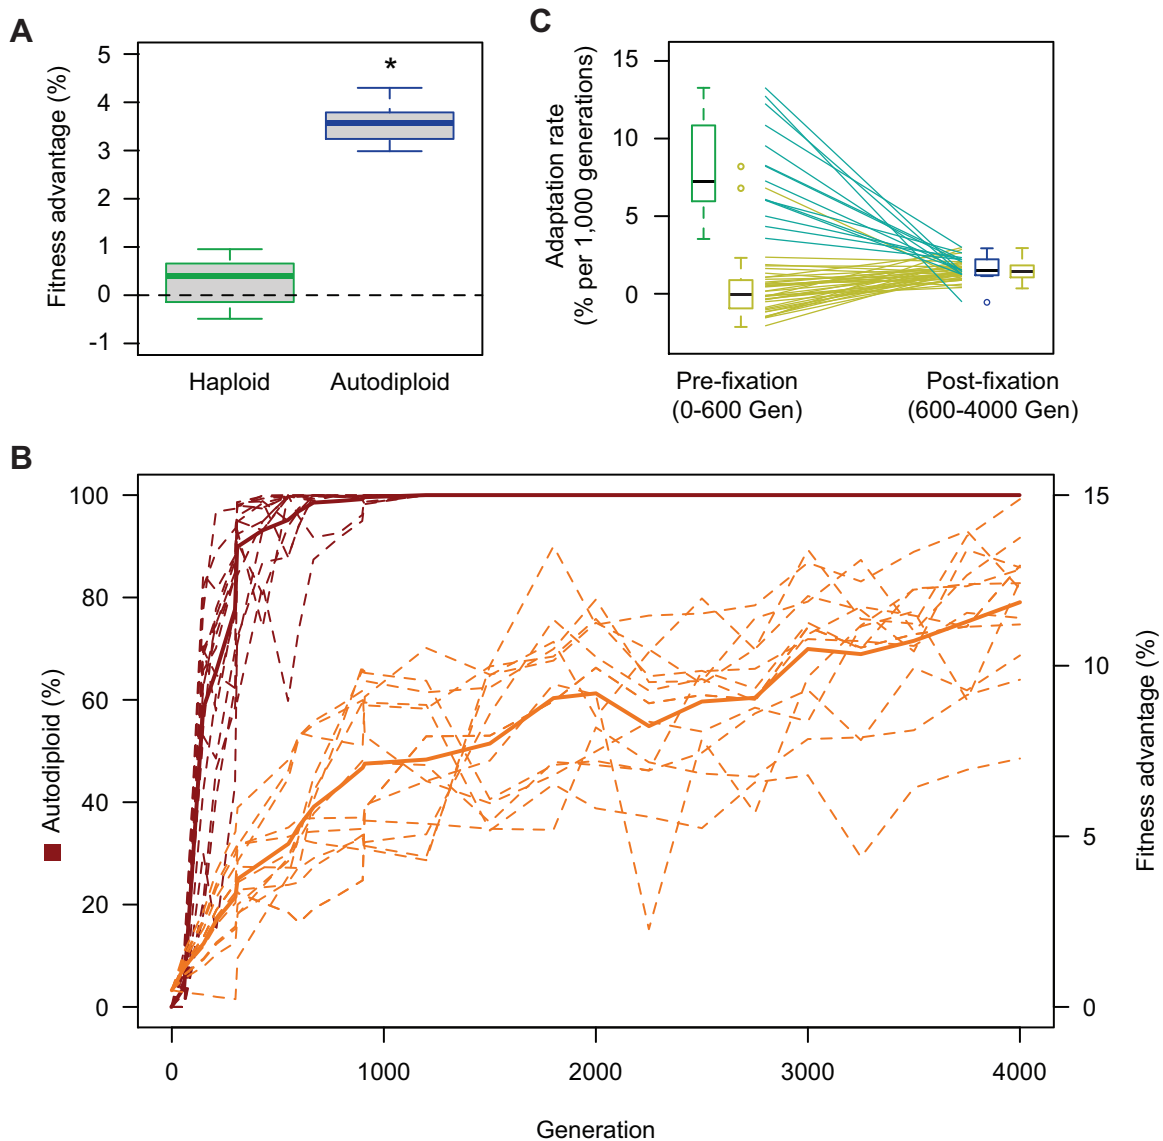 A
Fitness advantage (%)
5
4
3
2
1
0
-1
*
Haploid
Autodiploid
C
Adaptation rate
(% per 1,000 generations)
15
10
5
0
Pre-fixation
(0-600 Gen)
Post-fixation
(600-4000 Gen)
B
Autodiploid (%)
100
80
60
40
20
0
15
10
5
0
Fitness advantage (%)
0
1000
2000
3000
4000
Generation